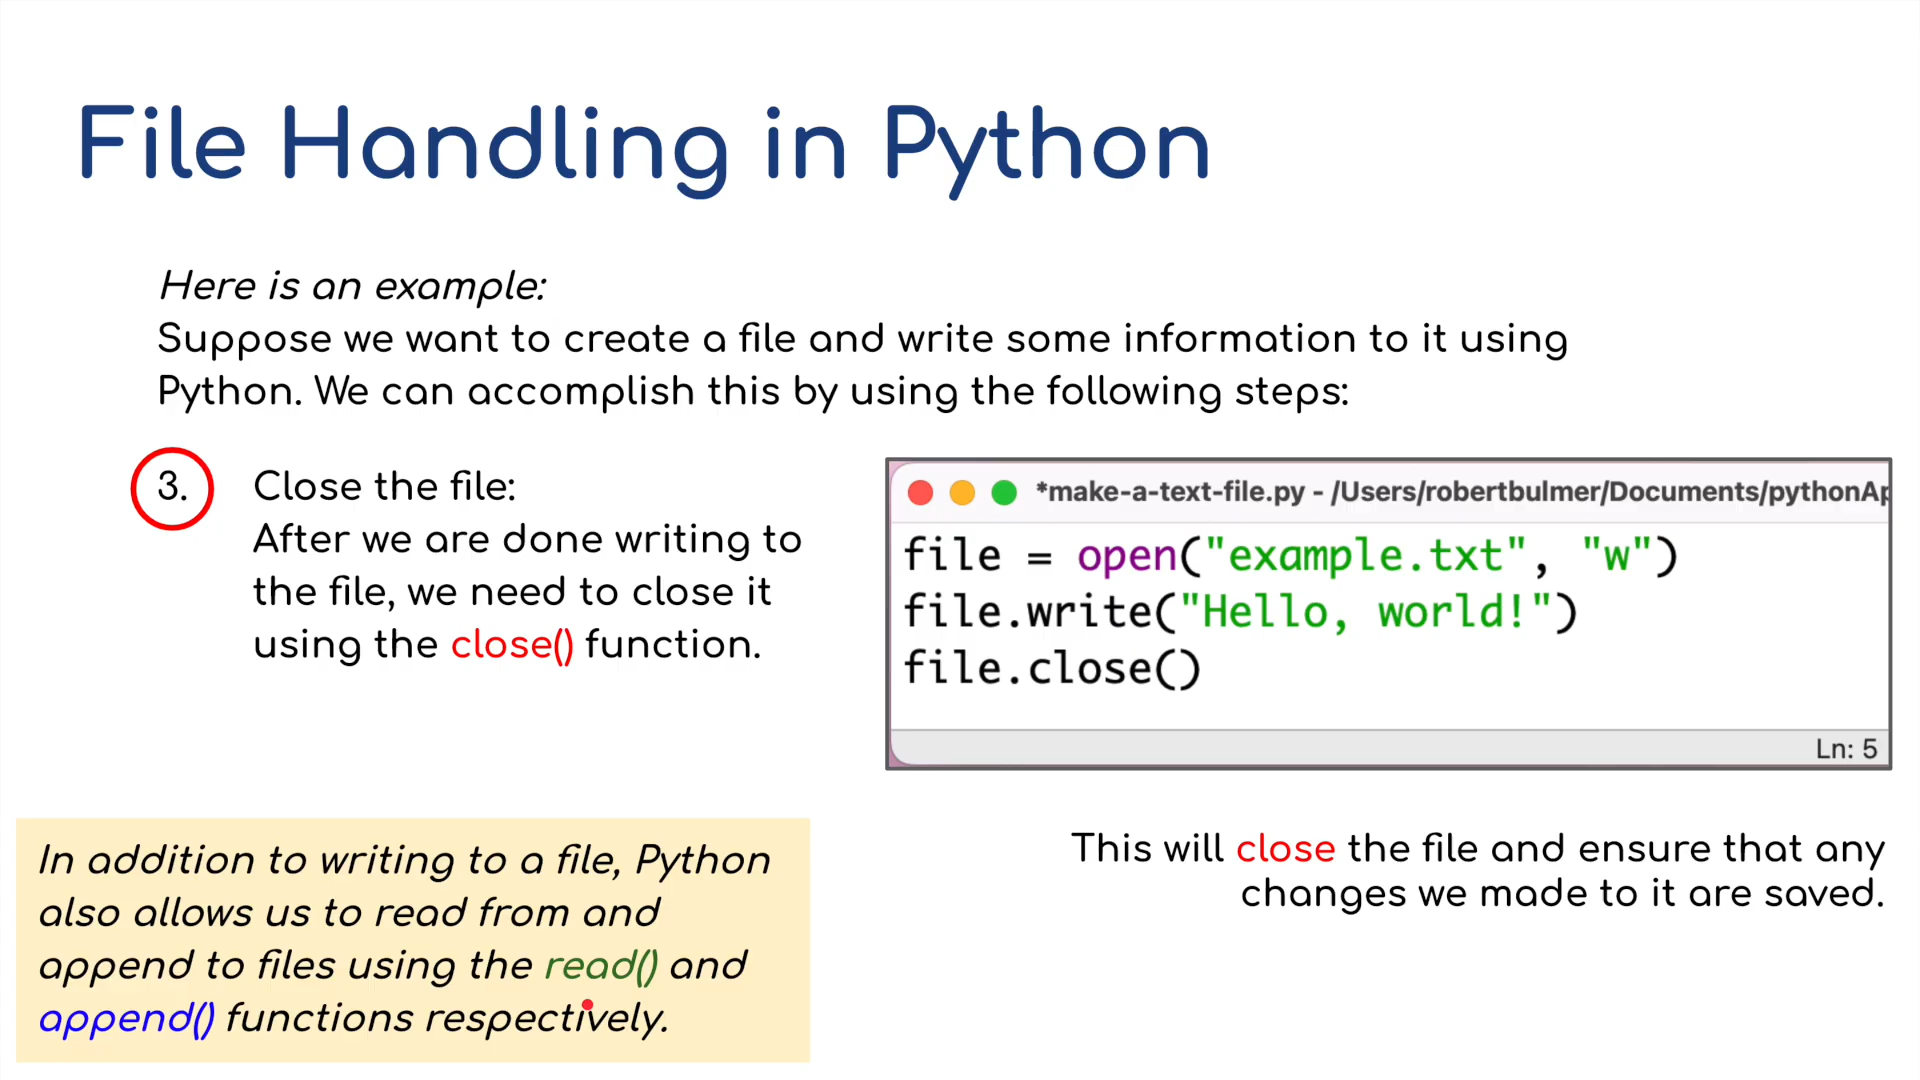 File Handling in Python
Here is an example:
Suppose we want to create a file and write some information to it using
Python. We can accomplish this by using the following steps:
3.
Close the file:
After we are done writing to
the file, we need to close it
using the close() function.
*make-a-text-file.py - /Users/robertbulmer/Documents/pythonAp
file = open("example.txt", "w")
file.write("Hello, world!")
file.close()
Ln: 5
This will close the file and ensure that any
changes we made to it are saved.
In addition to writing to a file, Python
also allows us to read from and
append to files using the read() and
append() functions respectively.